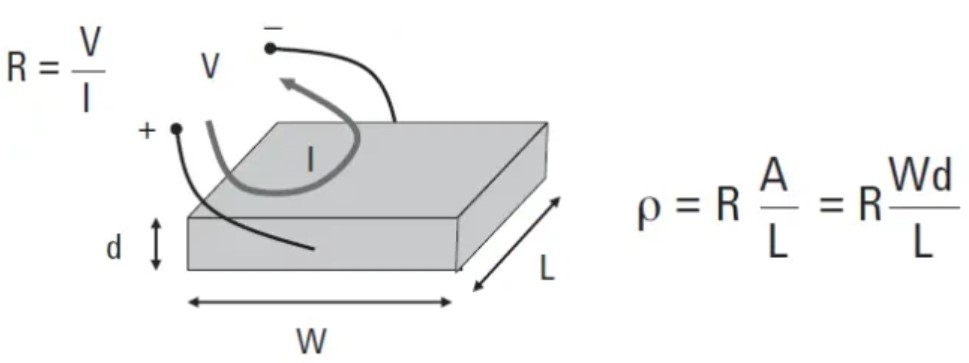 R = V/I
V
−
+
I
d
L
W
ρ = R A/L = R Wd/L